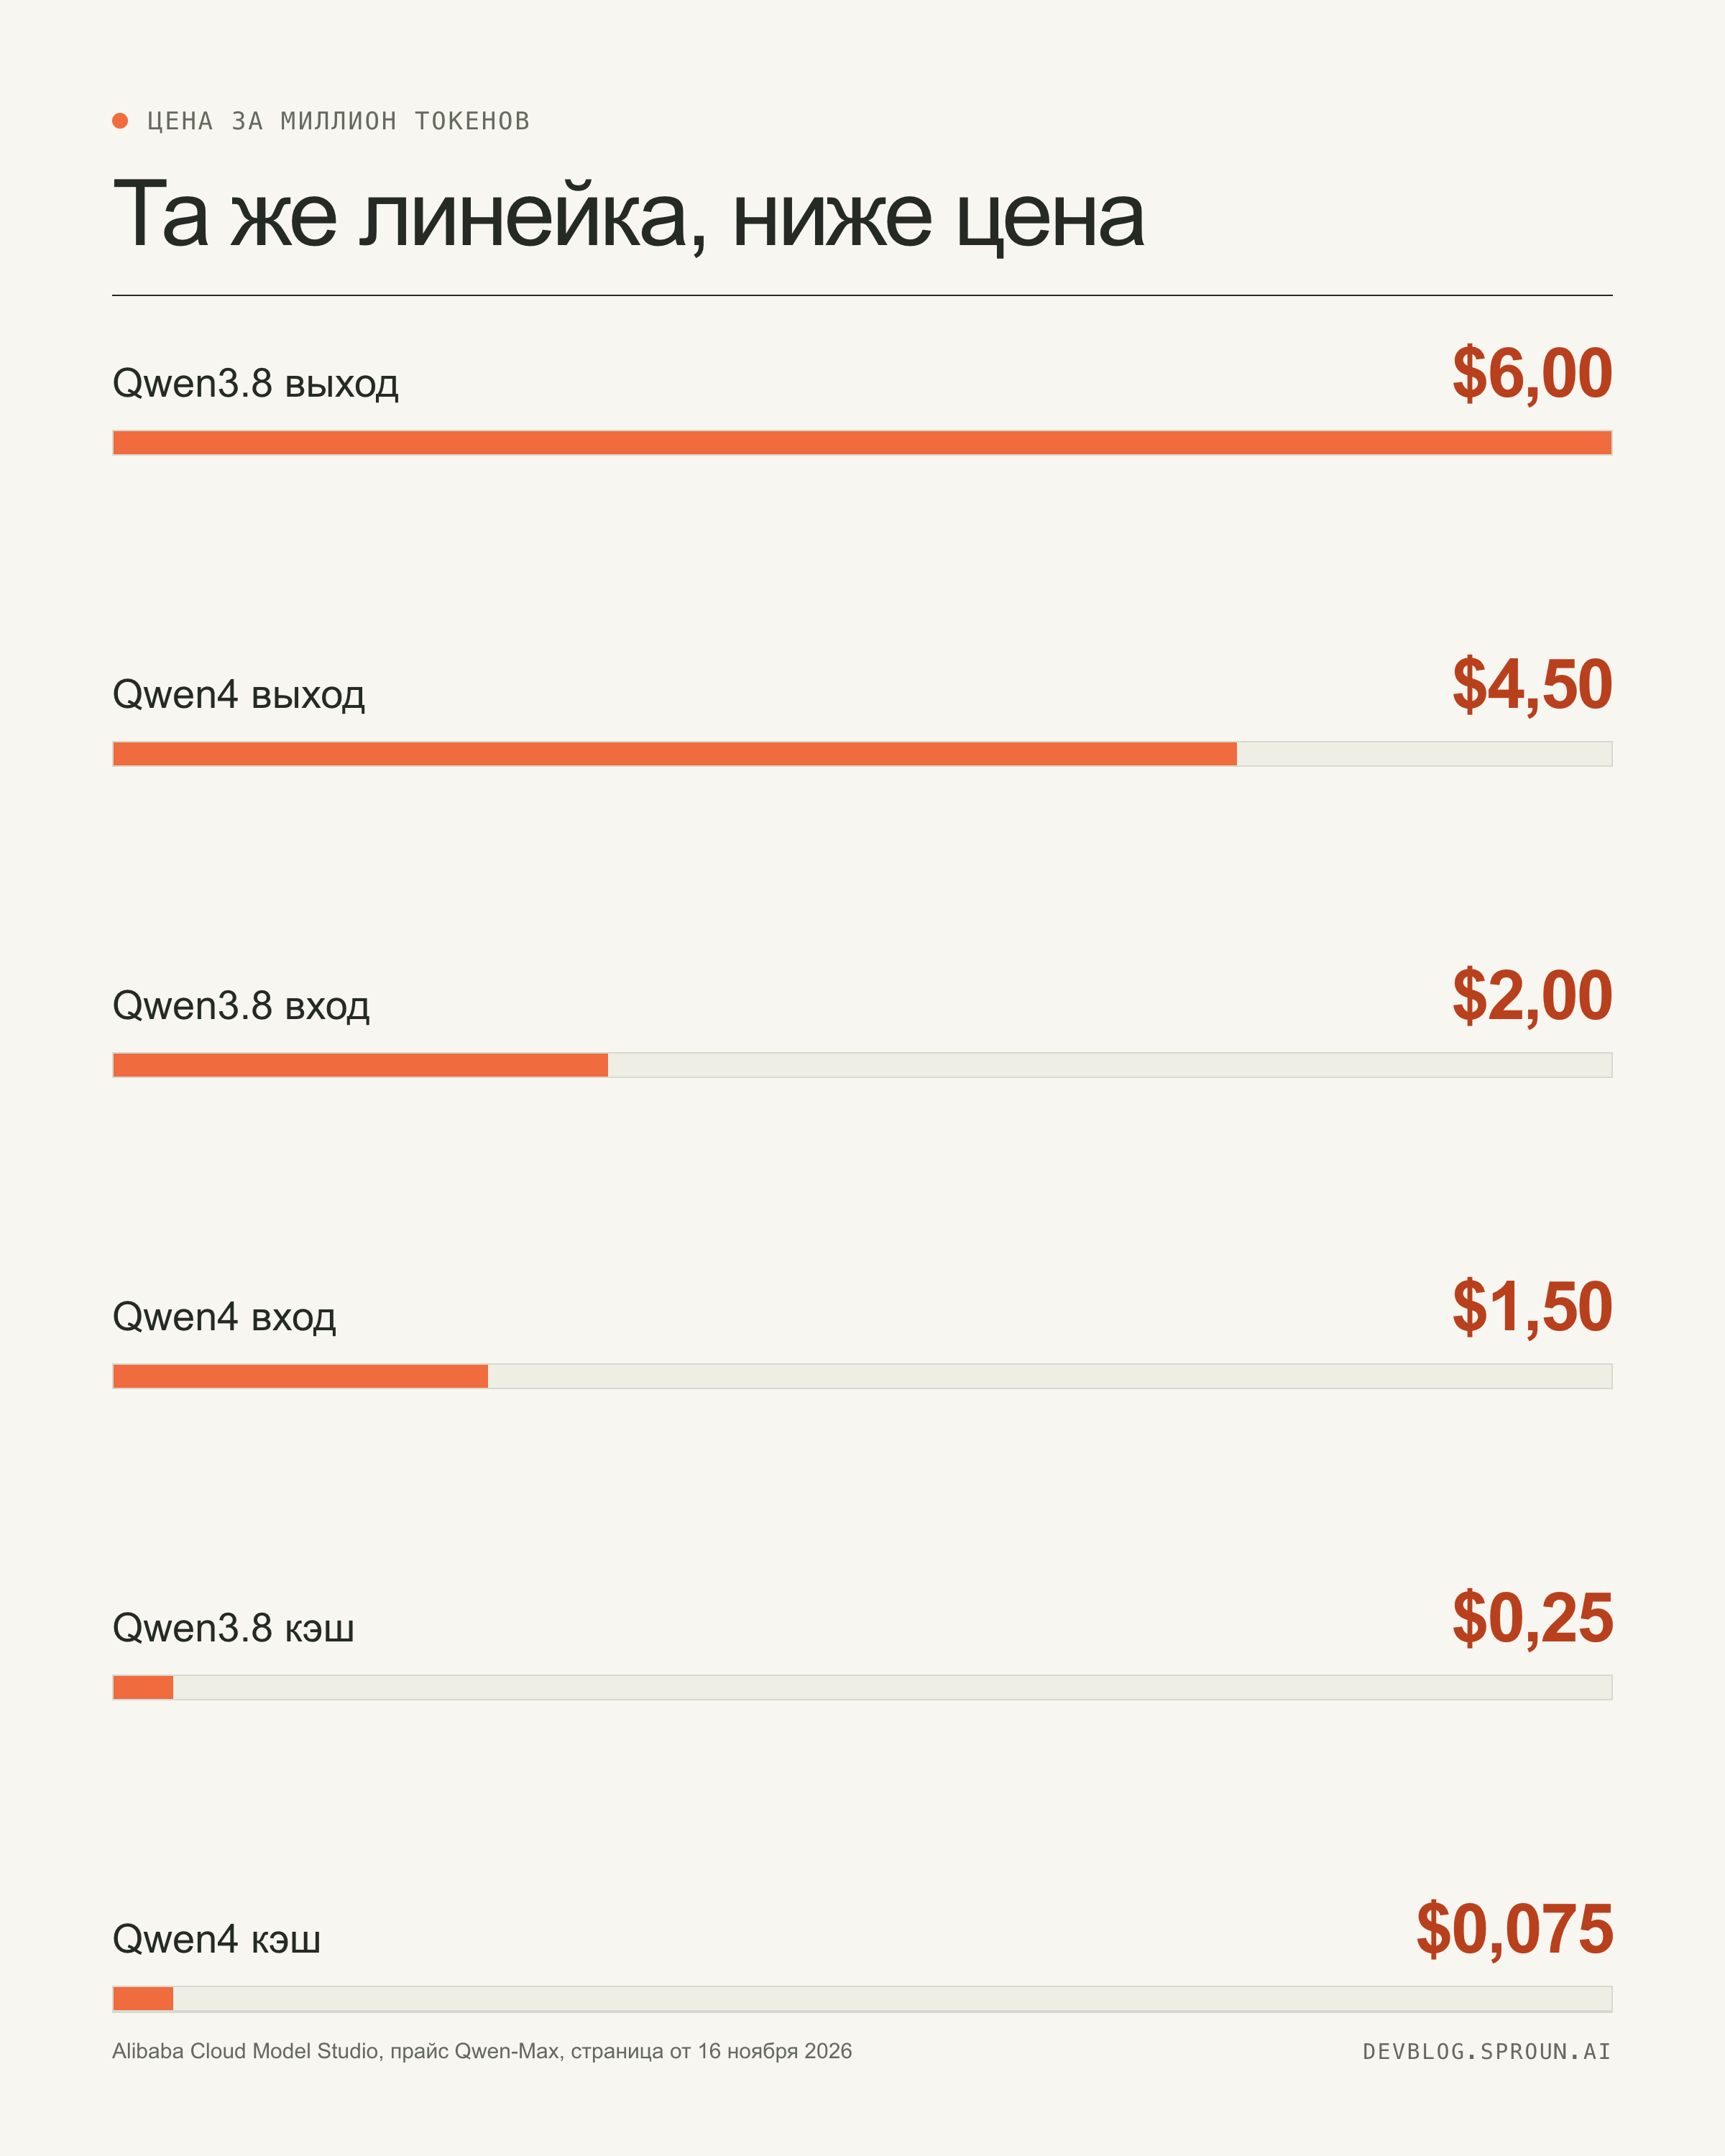 ЦЕНА ЗА МИЛЛИОН ТОКЕНОВ
Та же линейка, ниже цена
Qwen3.8 выход $6,00
Qwen4 выход $4,50
Qwen3.8 вход $2,00
Qwen4 вход $1,50
Qwen3.8 кэш $0,25
Qwen4 кэш $0,075
Alibaba Cloud Model Studio, прайс Qwen-Max, страница от 16 ноября 2026 DEVBLOG.SPROUN.AI